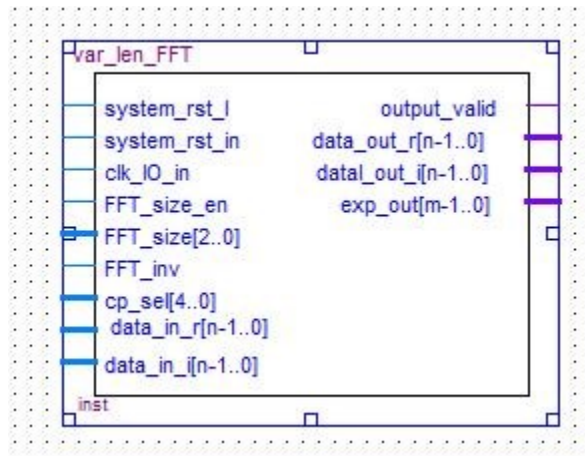 var_len_FFT
system_rst_l
output_valid
system_rst_in
data_out_r[n-1..0]
clk_IO_in
datal_out_i[n-1..0]
FFT_size_en
exp_out[m-1..0]
FFT_size[2..0]
FFT_inv
cp_sel[4..0]
data_in_r[n-1..0]
data_in_i[n-1..0]
inst